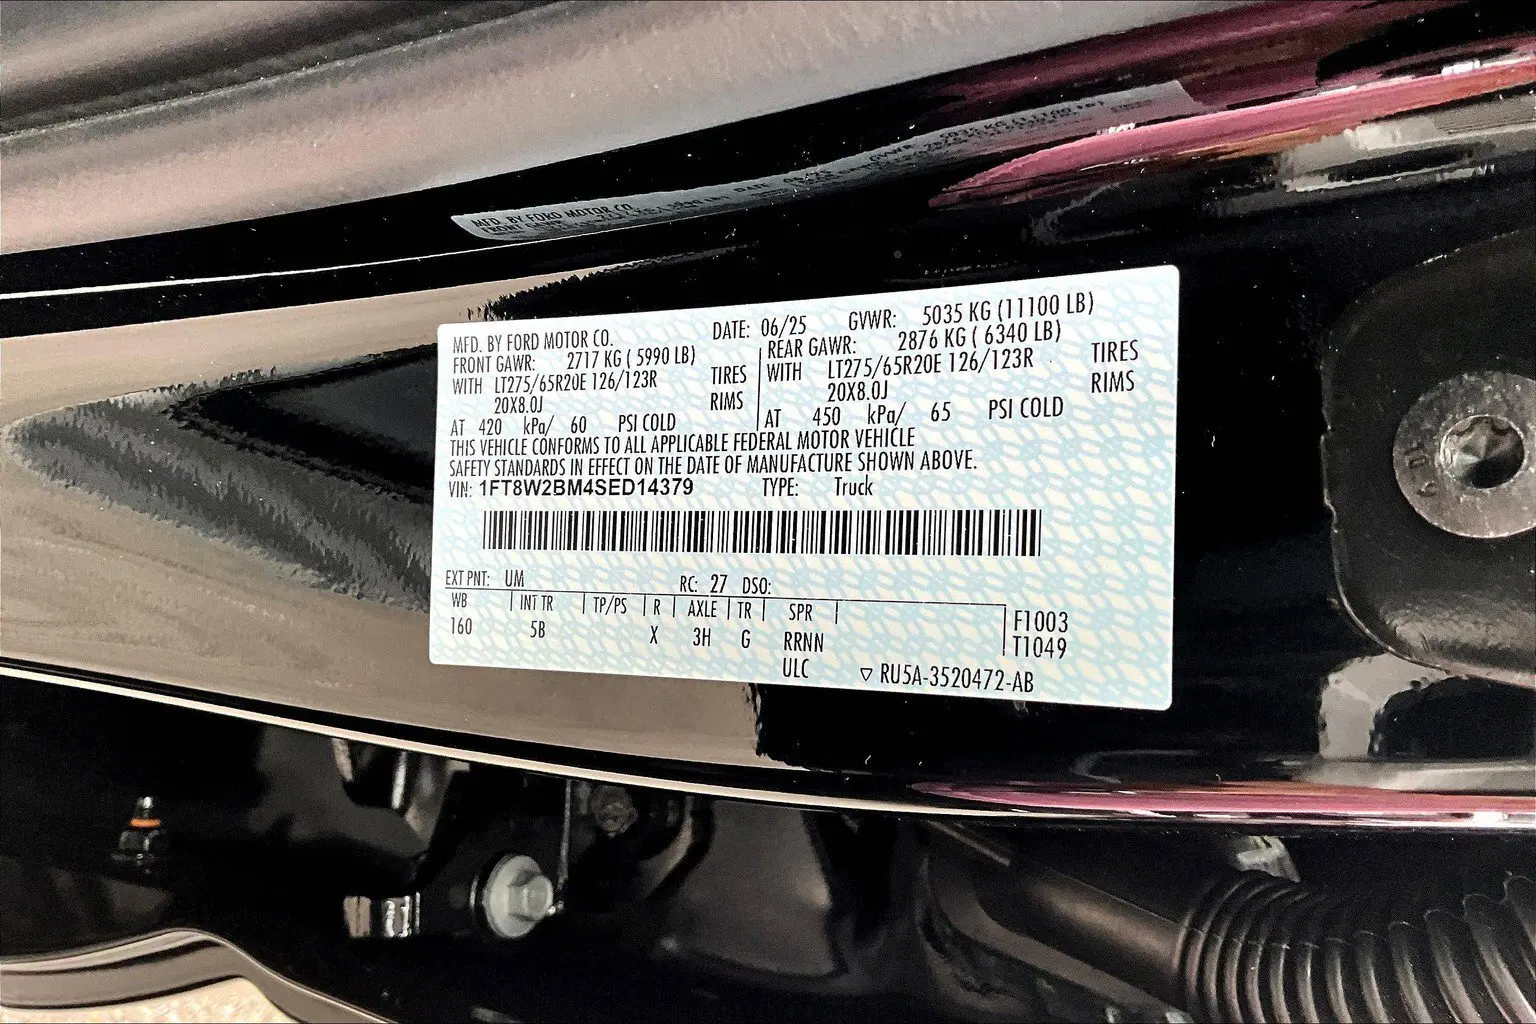 MFD. BY FORD MOTOR CO. DATE: 06/25 GVWR: 5035 KG (11100 LB)
FRONT GAWR: 2717 KG ( 5990 LB) REAR GAWR: 2876 KG ( 6340 LB)
WITH LT275/65R20E 126/123R TIRES WITH LT275/65R20E 126/123R TIRES
20X8.0J RIMS 20X8.0J RIMS
AT 420 kPa/ 60 PSI COLD AT 450 kPa/ 65 PSI COLD
THIS VEHICLE CONFORMS TO ALL APPLICABLE FEDERAL MOTOR VEHICLE
SAFETY STANDARDS IN EFFECT ON THE DATE OF MANUFACTURE SHOWN ABOVE.
VIN: 1FT8W2BM4SED14379 TYPE: Truck
EXT PNT: UM RC: 27 DSO:
WB INT TR TP/PS R AXLE TR SPR F1003
160 5B X 3H G RRNN T1049
ULC ▽ RU5A-3520472-AB